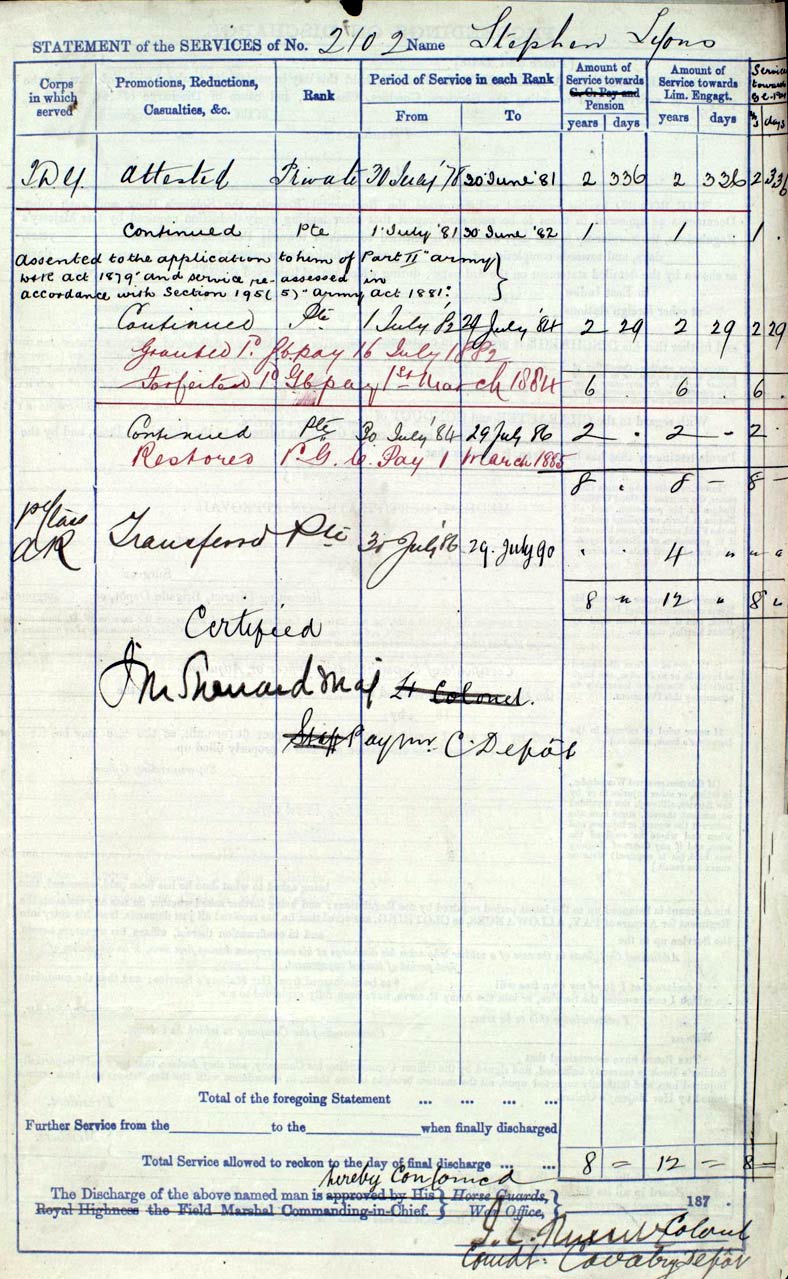 STATEMENT of the SERVICES of No. 2102 Name Stephen Lyons
Corps in which served
Promotions, Reductions, Casualties, &c.
Rank
Period of Service in each Rank
From To
Amount of Service towards G. C. Pay and Pension
years days
Amount of Service towards Lim. Engagt.
years days
Service towards
days
Attested Private 30 '78 30 June '81 2 336 2 336 2 336
Continued Pte 1 July '81 30 June '82 1 . 1 . 1 .
Assented to the application to him of Part II "Army
Act 1879" and service re-assessed in
accordance with Section 195 (5) "Army Act 1881".
Continued Pte 1 July '82 29 July '84 2 29 2 29 2 29
Granted 1d. G C pay 16 July 1882
Forfeited 1d G C pay 1st March 1884 6 . 6 . 6 .
Continued Pte 30 July '84 29 July 86 2 . 2 - 2
Restored 1d. G. C. Pay 1 March 1885
8 . 8 - 8 -
1st Class
AR Transferred Pte 30 July '86 29. July 90 . . 4 " " "
8 " 12 " 8 "
Certified
Maj Lt Colonel.
Staff Paymr. C. Depôt
Total of the foregoing Statement ... ... ... ...
Further Service from the to the when finally discharged
Total Service allowed to reckon to the day of final discharge ... ... 8 = 12 = 8 =
hereby Confirmed
The Discharge of the above named man is approved by His } Horse Guards, }
Royal Highness the Field Marshal Commanding-in-Chief. } War Office, } 187 .
Colonel
Comdt. Cavalry Depôt